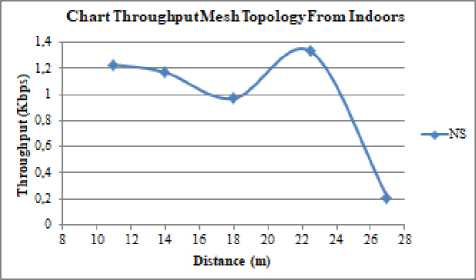 Chart Throughput Mesh Topology From Indoors
Throughput (Kbps)
1,4
1,2
1
0,8
0,6
0,4
0,2
0
8 10 12 14 16 18 20 22 24 26 28
Distance (m)
NS